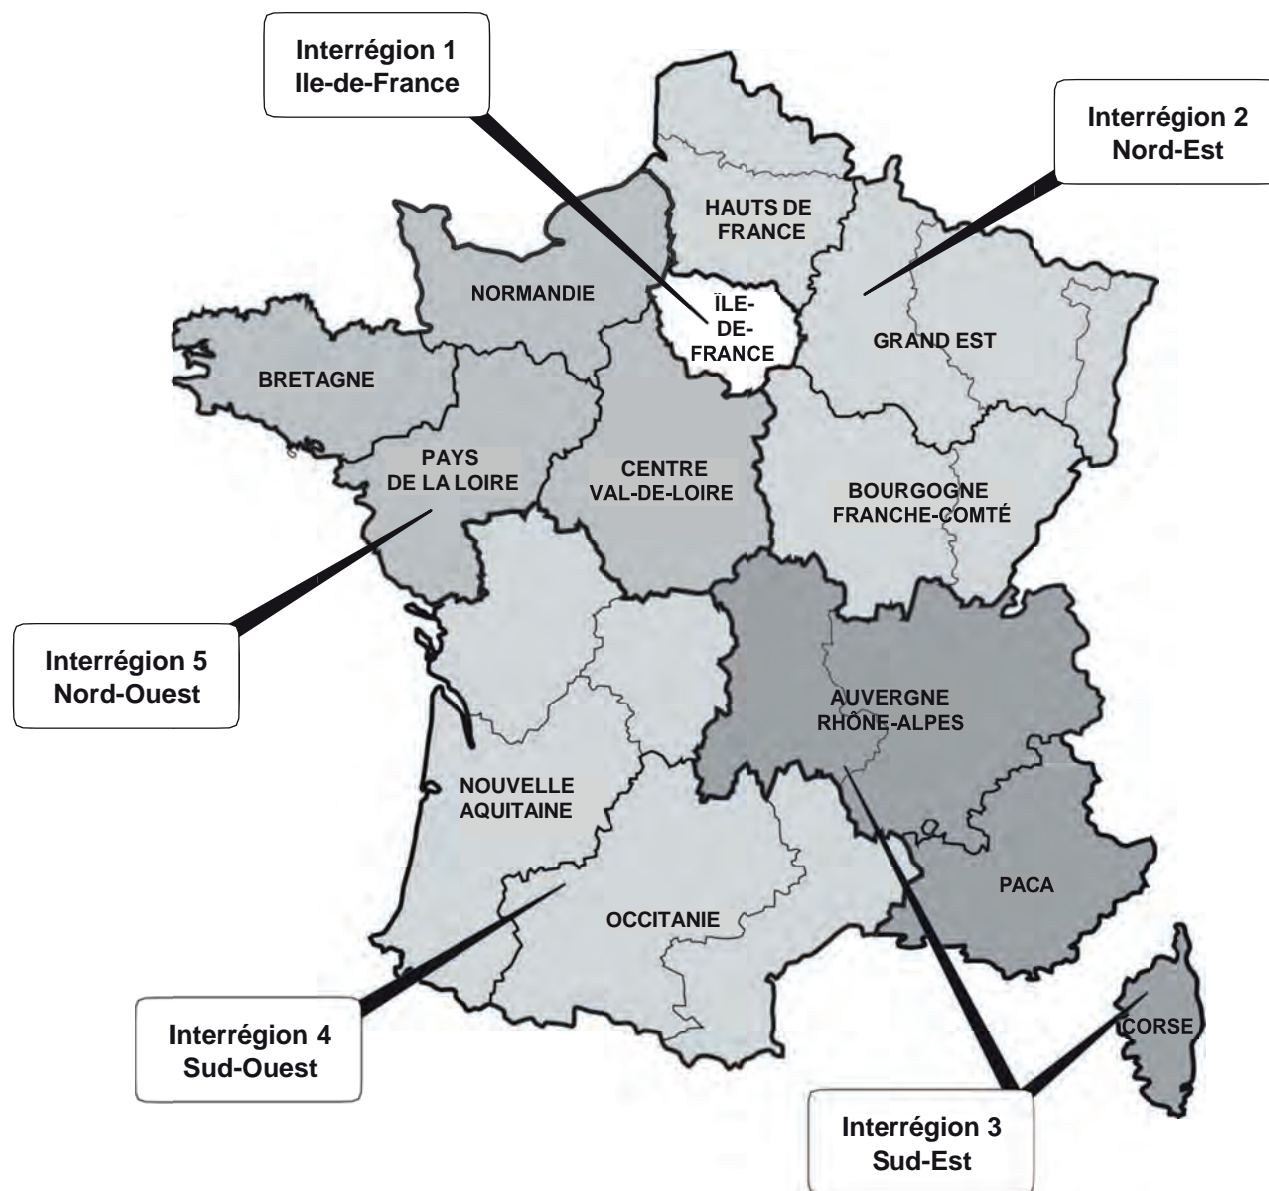 Interrégion 1
Ile-de-France
Interrégion 2
Nord-Est
HAUTS DE
FRANCE
NORMANDIE
ÏLE-
DE-
FRANCE
GRAND EST
BRETAGNE
PAYS
DE LA LOIRE
CENTRE
VAL-DE-LOIRE
BOURGOGNE
FRANCHE-COMTÉ
Interrégion 5
Nord-Ouest
AUVERGNE
RHÔNE-ALPES
NOUVELLE
AQUITAINE
PACA
OCCITANIE
Interrégion 4
Sud-Ouest
CORSE
Interrégion 3
Sud-Est